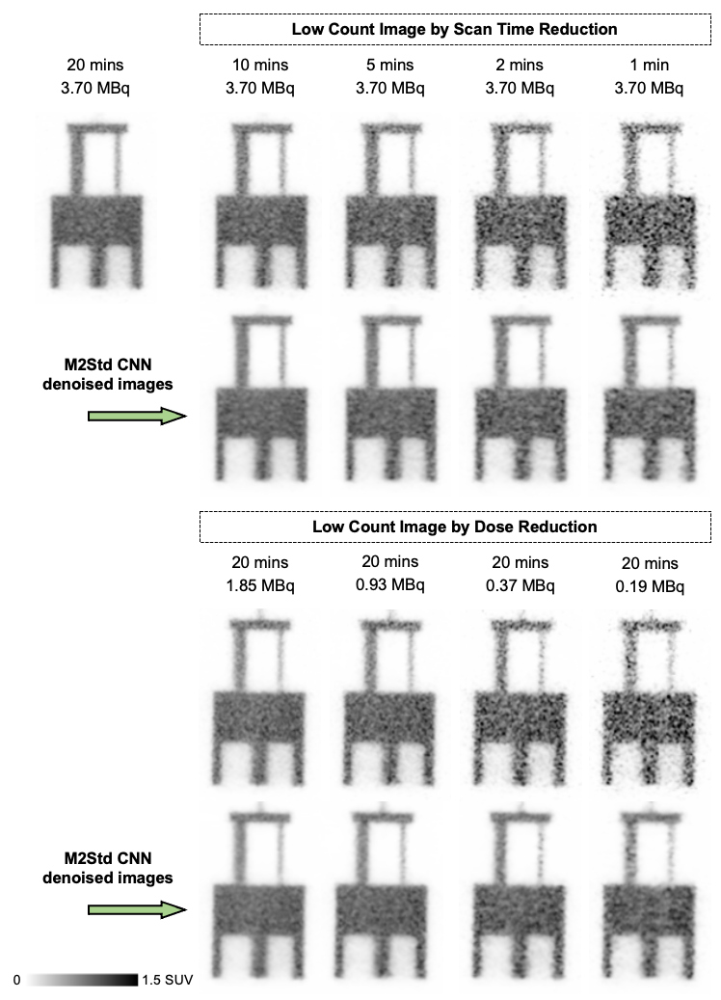 Low Count Image by Scan Time Reduction
20 mins 10 mins 5 mins 2 mins 1 min
3.70 MBq 3.70 MBq 3.70 MBq 3.70 MBq 3.70 MBq
M2Std CNN
denoised images
Low Count Image by Dose Reduction
20 mins 20 mins 20 mins 20 mins
1.85 MBq 0.93 MBq 0.37 MBq 0.19 MBq
M2Std CNN
denoised images
0 1.5 SUV